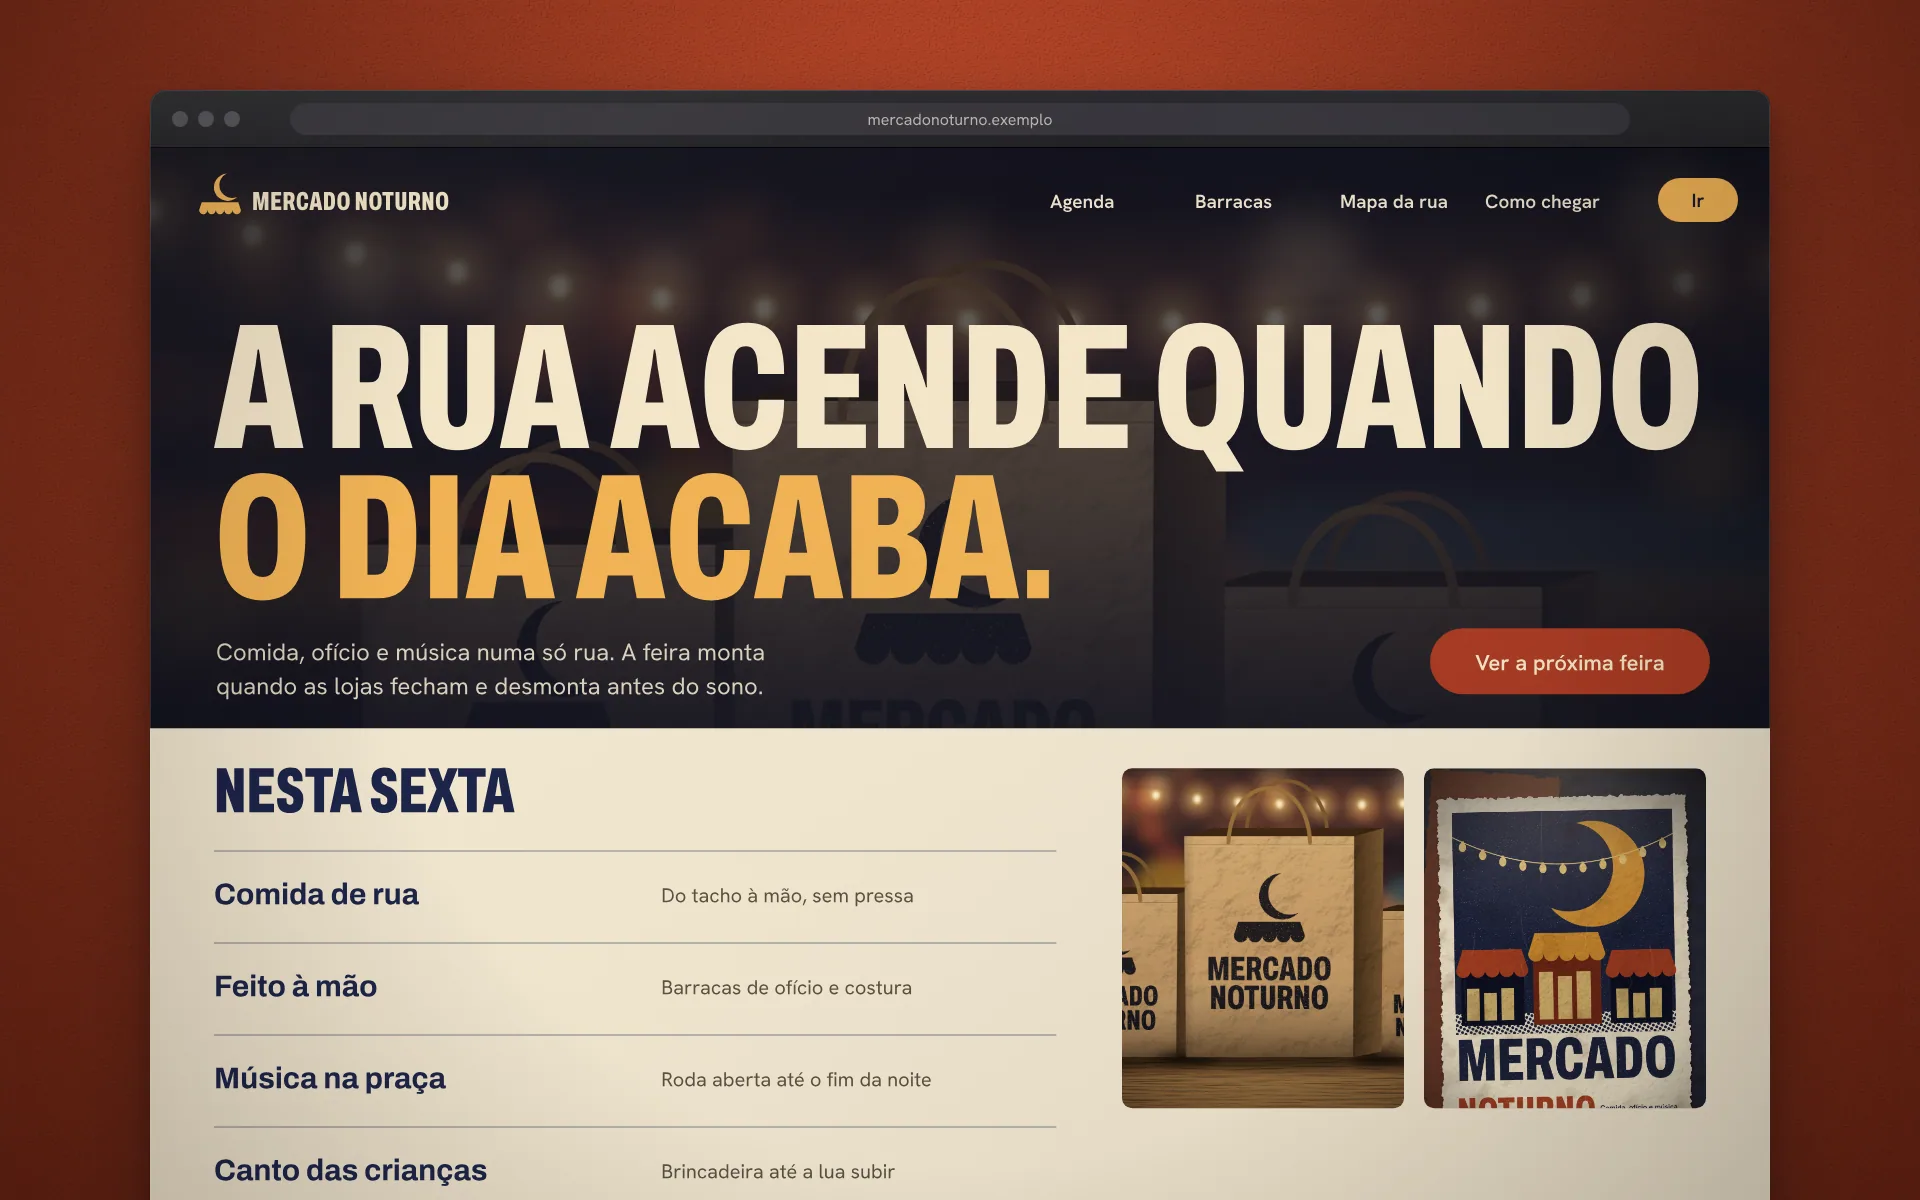 mercadonoturno.exemplo
MERCADO NOTURNO
Agenda
Barracas
Mapa da rua
Como chegar
Ir
A RUA ACENDE QUANDO
O DIA ACABA.
Comida, ofício e música numa só rua. A feira monta
quando as lojas fecham e desmonta antes do sono.
Ver a próxima feira
MERCADO
NESTA SEXTA
Comida de rua
Do tacho à mão, sem pressa
Feito à mão
Barracas de ofício e costura
Música na praça
Roda aberta até o fim da noite
Canto das crianças
Brincadeira até a lua subir
MERCADO
NOTURNO
MERCADO
NOTURNO